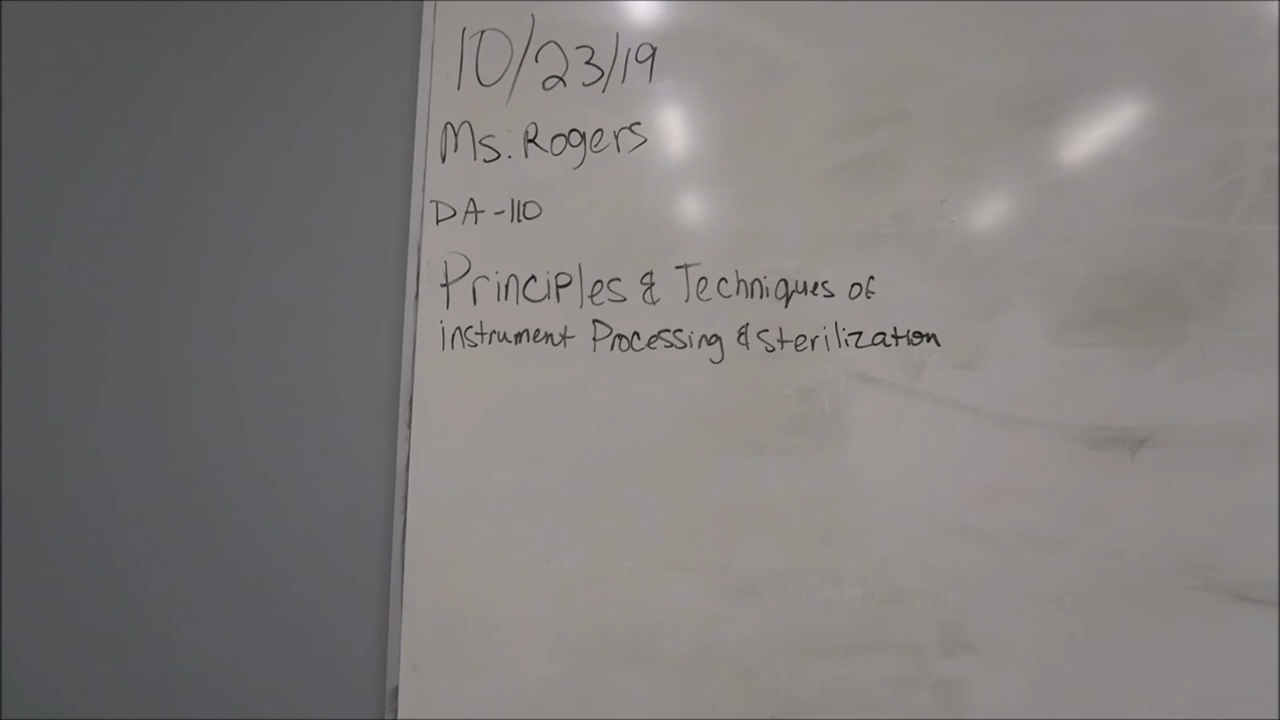 10/23/19
Ms. Rogers
DA-110
Principles & Techniques of
instrument Processing & Sterilization